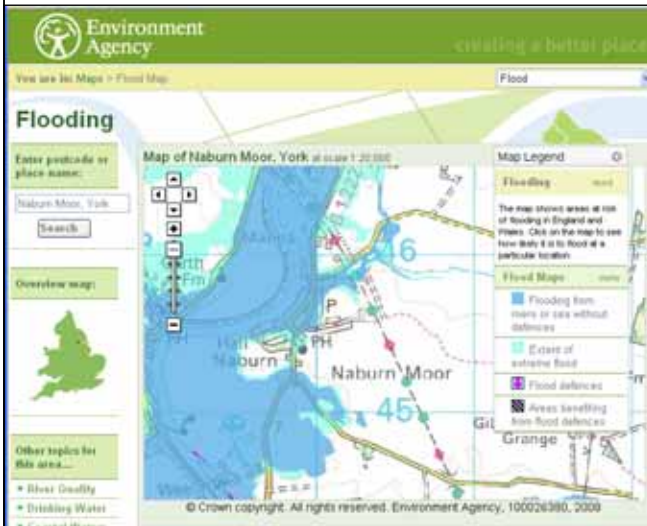 Environment
Agency
creating a better place
You are in: Maps > Flood Map
Flood
Flooding
Enter postcode or
place name:
Naburn Moor, York
Search
Overview map:
Other topics for
this area...
River Quality
Drinking Water
Map of Naburn Moor, York at scale 1:20,000
Map Legend
Flooding
The map shows areas at risk
of flooding in England and
Wales. Click on the map to see
how likely it is to flood at a
particular location
Flood Maps
Flooding from
rivers or sea without
defences
Extent of
extreme flood
Flood defences
Areas benefiting
from flood defences
46
Fm
P
PH
PH
Hall
Naburn
Naburn Moor
45
Grange
© Crown copyright. All rights reserved. Environment Agency, 100026380, 2008